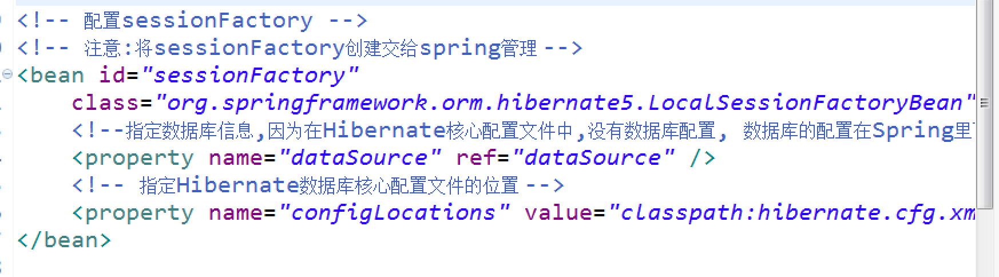 <!-- 配置sessionFactory -->
<!-- 注意:将sessionFactory创建交给spring管理 -->
<bean id="sessionFactory"
class="org.springframework.orm.hibernate5.LocalSessionFactoryBean"
<!--指定数据库信息,因为在Hibernate核心配置文件中,没有数据库配置, 数据库的配置在Spring里
<property name="dataSource" ref="dataSource" />
<!-- 指定Hibernate数据库核心配置文件的位置 -->
<property name="configLocations" value="classpath:hibernate.cfg.xm
</bean>